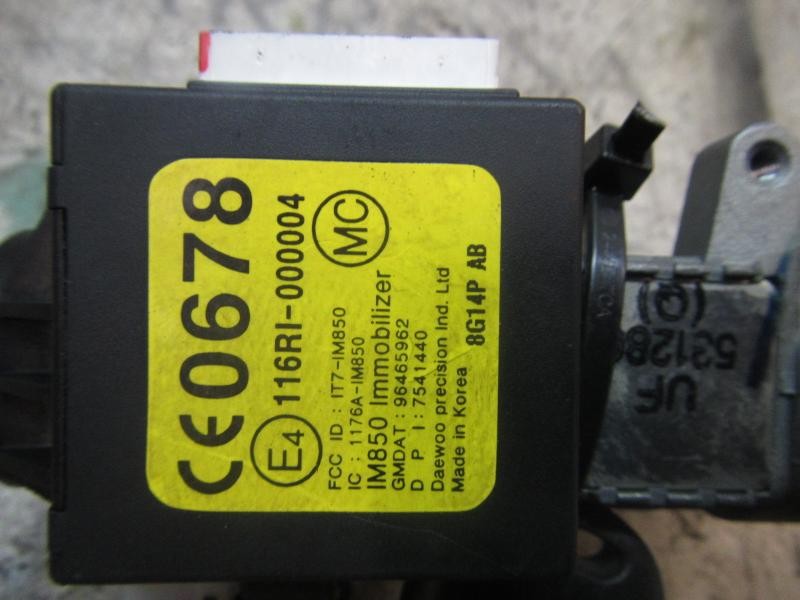 CE0678
E4 116RI-000004 MC
FCC ID : IT7-IM850
IC : 1176A-IM850
IM850 Immobilizer
GMDAT : 96465962
D P I : 7541440
Daewoo precision Ind. Ltd
Made in Korea 8G14P AB
UF
(Q)